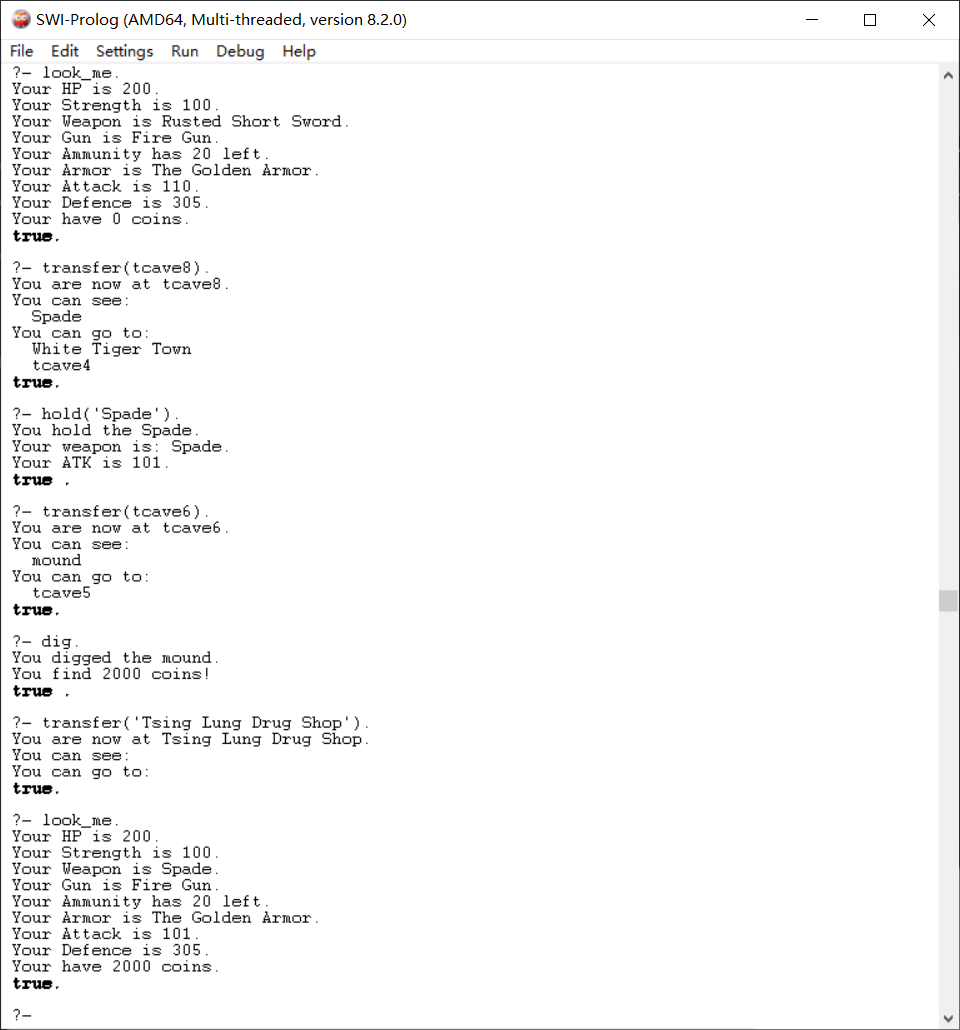 SWI-Prolog (AMD64, Multi-threaded, version 8.2.0)
File Edit Settings Run Debug Help
?- look_me.
Your HP is 200.
Your Strength is 100.
Your Weapon is Rusted Short Sword.
Your Gun is Fire Gun.
Your Ammunity has 20 left.
Your Armor is The Golden Armor.
Your Attack is 110.
Your Defence is 305.
Your have 0 coins.
true.
?- transfer(tcave8).
You are now at tcave8.
You can see:
Spade
You can go to:
White Tiger Town
tcave4
true.
?- hold('Spade').
You hold the Spade.
Your weapon is: Spade.
Your ATK is 101.
true .
?- transfer(tcave6).
You are now at tcave6.
You can see:
mound
You can go to:
tcave5
true.
?- dig.
You digged the mound.
You find 2000 coins!
true .
?- transfer('Tsing Lung Drug Shop').
You are now at Tsing Lung Drug Shop.
You can see:
You can go to:
true.
?- look_me.
Your HP is 200.
Your Strength is 100.
Your Weapon is Spade.
Your Gun is Fire Gun.
Your Ammunity has 20 left.
Your Armor is The Golden Armor.
Your Attack is 101.
Your Defence is 305.
Your have 2000 coins.
true.
?-